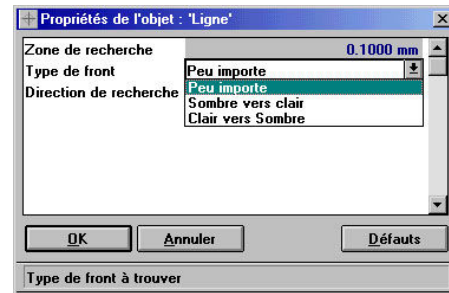 Propriétés de l'objet : 'Ligne'
Zone de recherche 0.1000 mm
Type de front Peu importe
Direction de recherche Peu importe
Sombre vers clair
Clair vers Sombre
OK Annuler Défauts
Type de front à trouver